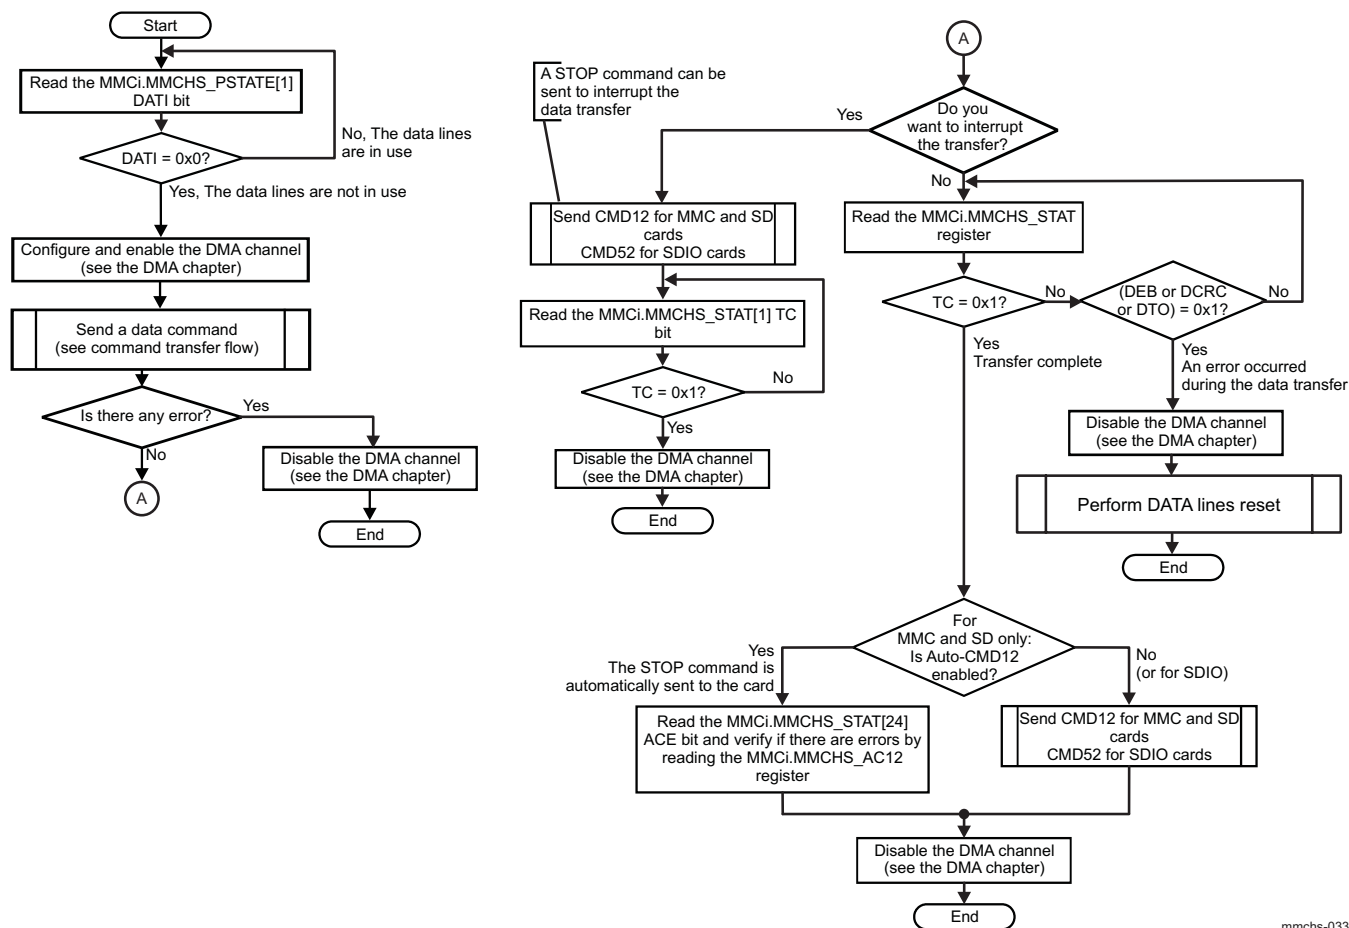 Start
Read the MMCi.MMCHS_PSTATE[1]
DATI bit
DATI = 0x0?
No, The data lines
are in use
Yes, The data lines are not in use
Configure and enable the DMA channel
(see the DMA chapter)
Send a data command
(see command transfer flow)
Is there any error?
Yes
No
A
Disable the DMA channel
(see the DMA chapter)
End
A STOP command can be
sent to interrupt the
data transfer
A
Do you
want to interrupt
the transfer?
Yes
No
Send CMD12 for MMC and SD
cards
CMD52 for SDIO cards
Read the MMCi.MMCHS_STAT[1] TC
bit
TC = 0x1?
No
Yes
Disable the DMA channel
(see the DMA chapter)
End
Read the MMCi.MMCHS_STAT
register
TC = 0x1?
No
(DEB or DCRC
or DTO) = 0x1?
No
Yes
Transfer complete
Yes
An error occurred
during the data transfer
Disable the DMA channel
(see the DMA chapter)
Perform DATA lines reset
End
For
MMC and SD only:
Is Auto-CMD12
enabled?
Yes
The STOP command is
automatically sent to the card
No
(or for SDIO)
Read the MMCi.MMCHS_STAT[24]
ACE bit and verify if there are errors by
reading the MMCi.MMCHS_AC12
register
Send CMD12 for MMC and SD
cards
CMD52 for SDIO cards
Disable the DMA channel
(see the DMA chapter)
End
mmchs-033